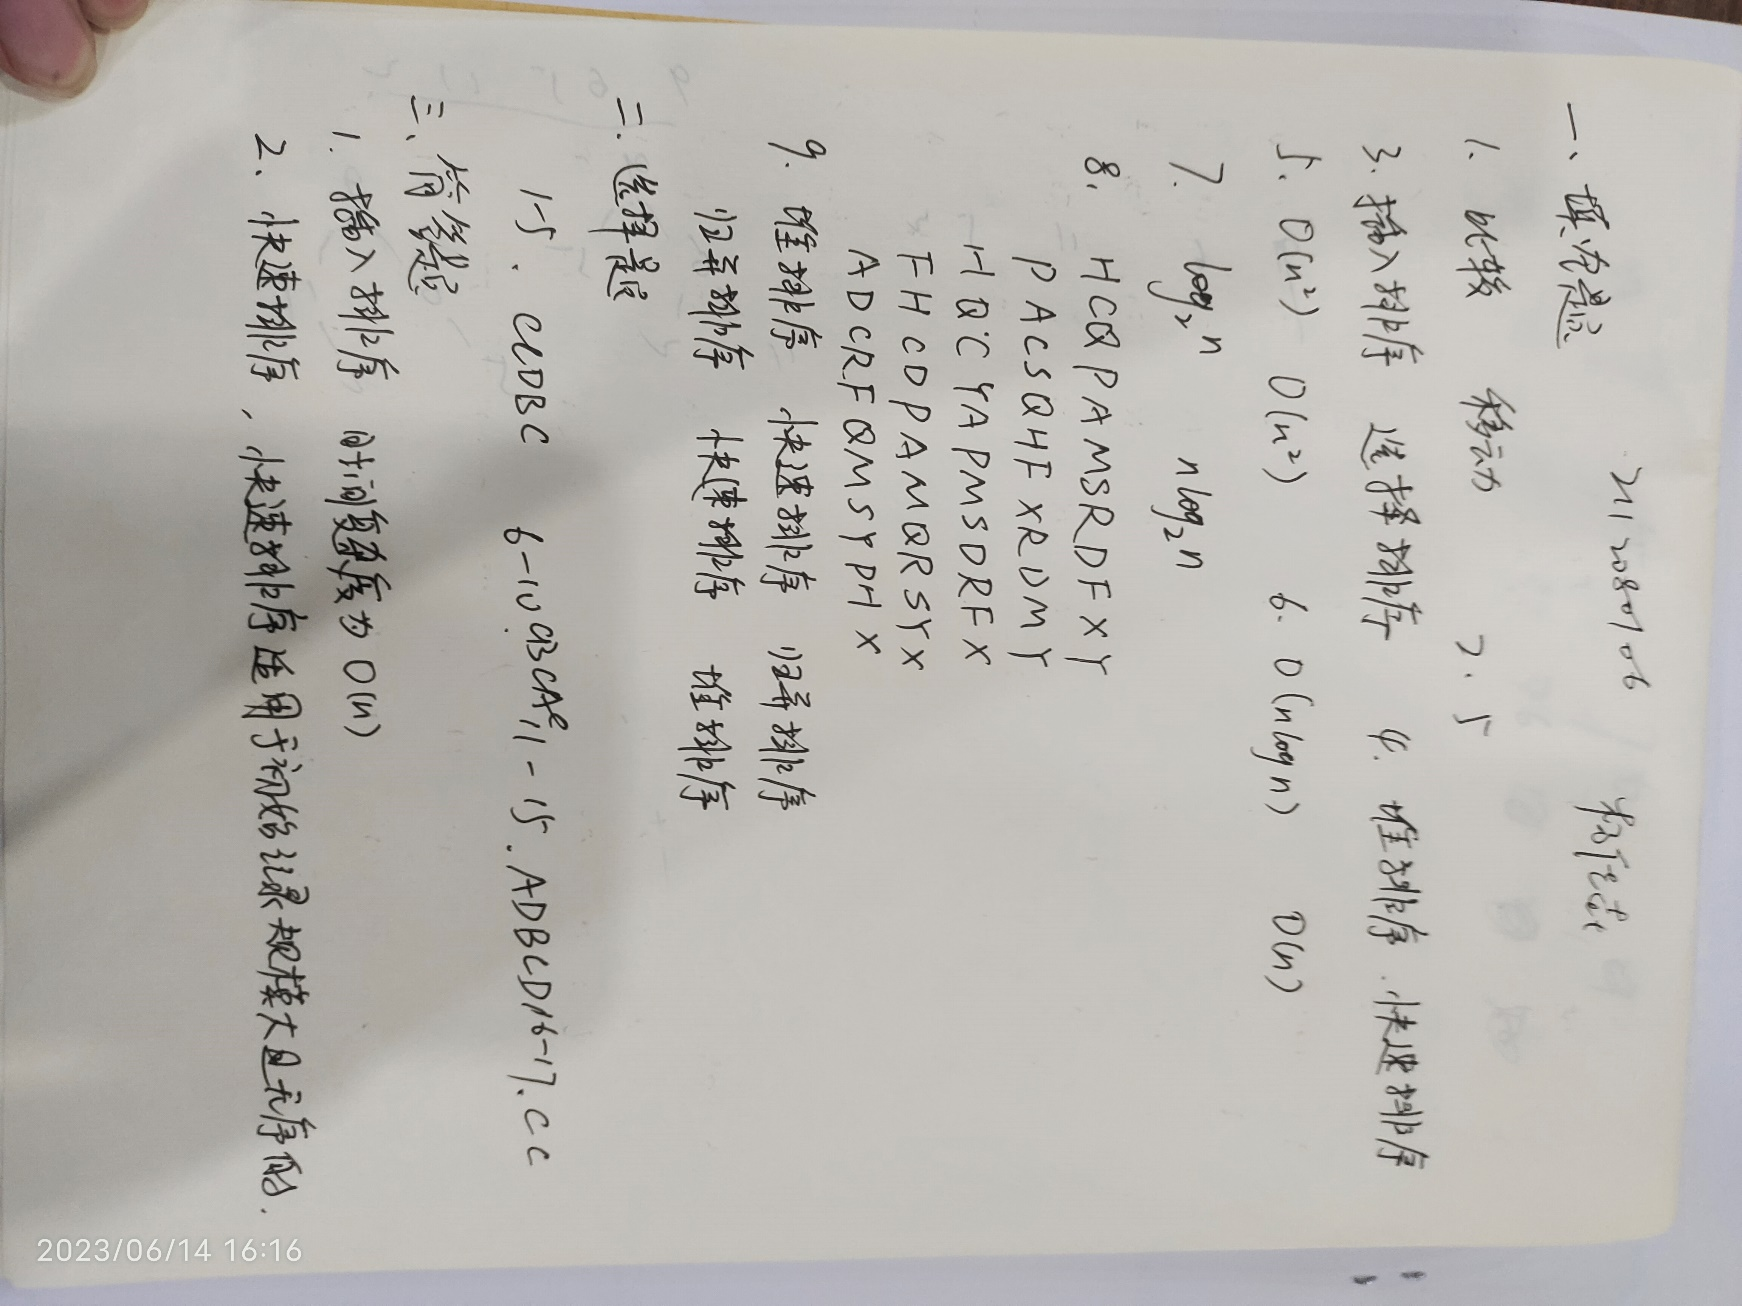 2112080106
一、填空题
1. 比较 移动 2. 5
3. 插入排序 选择排序 4. 堆排序. 快速排序
5. O(n²) O(n²) 6. O(nlogn) O(n)
7. log₂n nlog₂n
8. HCQPAMSRDFXY
PACSQHFXRDMY
HQCYAPMSDRFX
FHCDPAMQRSYX
ADCRFQMSYPHX
9. 堆排序 快速排序 归并排序
归并排序 快速排序 堆排序
二. 选择题
1-5. CCDBC 6-10. 11-15. ADBCD 16-17. CC
三、简答题
1. 插入排序 时间复杂度为 O(n)
2、快速排序、快速排序适用于初始记录规模大且无序的.
2023/06/14 16:16